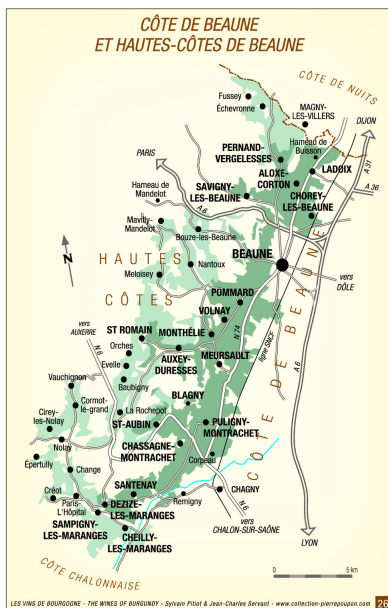 CÔTE DE BEAUNE
ET HAUTES-CÔTES DE BEAUNE
CÔTE DE NUITS
Fussey
Échevronne
MAGNY-
LES-VILLERS
DIJON
Hameau de
Buisson
PERNAND-
VERGELESSES
LADOIX
PARIS
ALOXE-
CORTON
A 31
Hameau de
Mandelot
SAVIGNY-
LES-BEAUNE
CHOREY-
LES-BEAUNE
A 36
A 6
Mavilly-
Mandelot
Bouze-les-Beaune
BEAUNE
N
HAUTES
Nantoux
Meloisey
vers
DÔLE
CÔTES
POMMARD
VOLNAY
CÔTE DE BEAUNE
vers
AUXERRE
N 6
ST ROMAIN
MONTHÉLIE
N 74
ligne SNCF
A 6
Orches
AUXEY-
DURESSES
MEURSAULT
Evelle
Vauchignon
Baubigny
BLAGNY
Cormot-
le-grand
Cirey-
les-Nolay
La Rochepot
ST-AUBIN
PULIGNY-
MONTRACHET
Nolay
CHASSAGNE-
MONTRACHET
Corpeau
Épertully
Change
SANTENAY
CHAGNY
Créot
Paris-
L'Hôpital
DEZIZE-
LES-MARANGES
Remigny
N 6
SAMPIGNY-
LES-MARANGES
CHEILLY-
LES-MARANGES
vers
CHALON-SUR-SAÔNE
LYON
CÔTE CHALONNAISE
0 5 km
LES VINS DE BOURGOGNE - THE WINES OF BURGUNDY - Sylvain Pitiot & Jean-Charles Servant - www.collection-pierrepoupon.com
29